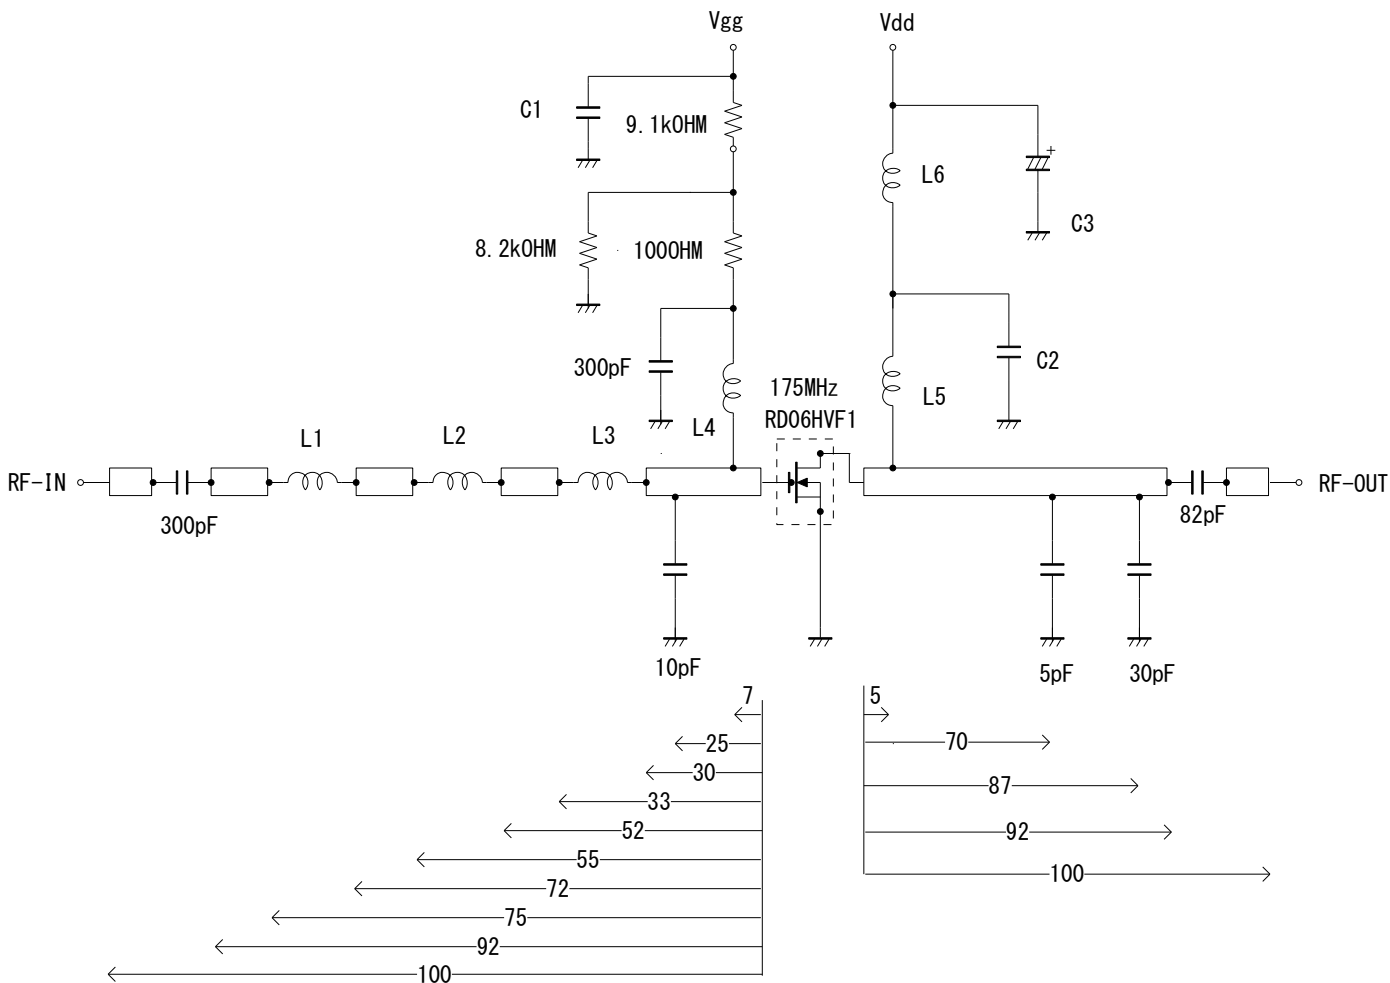 Vgg
Vdd
C1
9.1kOHM
L6
C3
8.2kOHM
100OHM
300pF
C2
175MHz
RD06HVF1
L5
L4
L1
L2
L3
RF-IN
RF-OUT
300pF
82pF
10pF
5pF
30pF
7
5
25
70
30
87
33
52
92
55
100
72
75
92
100